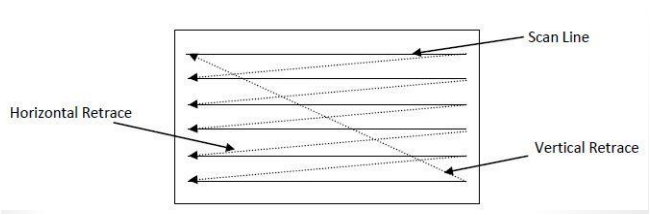 Scan Line
Horizontal Retrace
Vertical Retrace